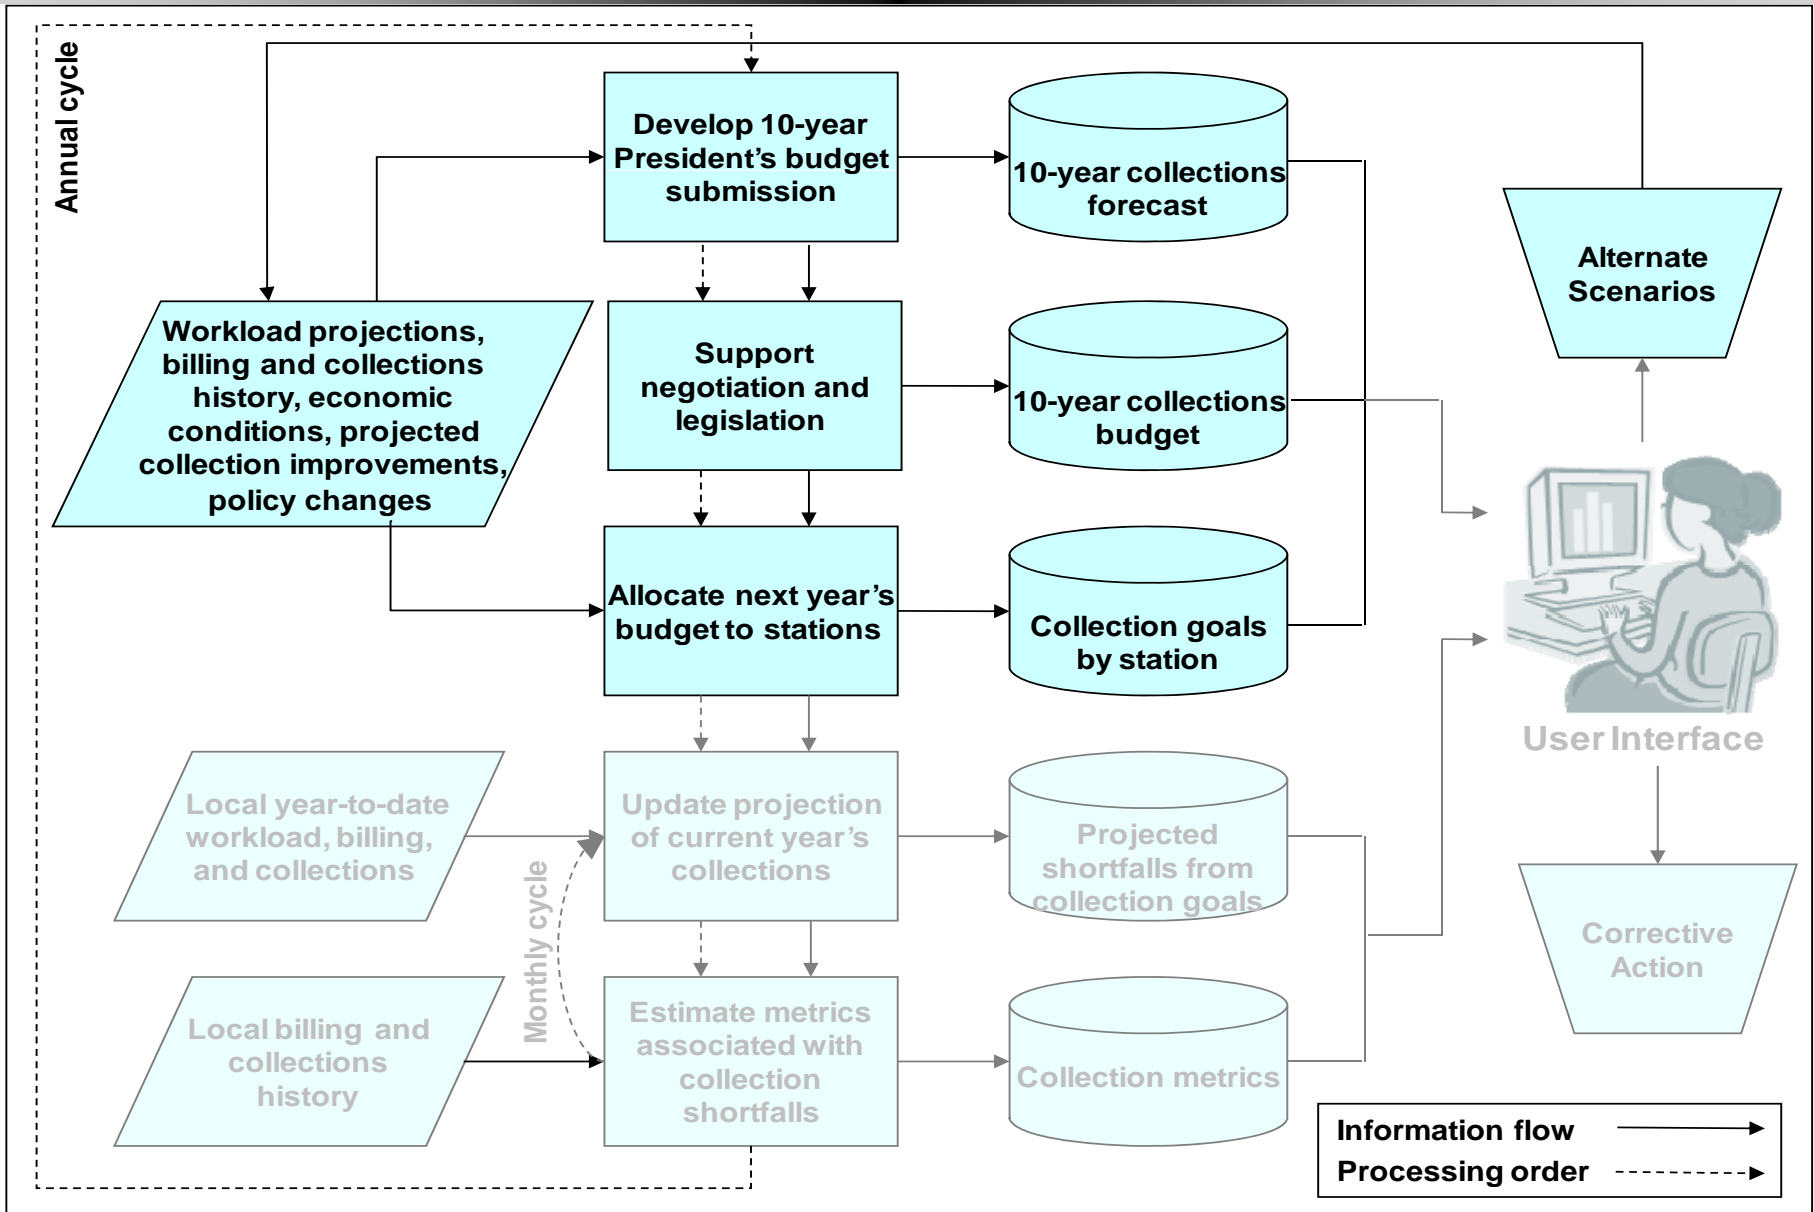 Annual cycle
Develop 10-year
President’s budget
submission
10-year collections
forecast
Alternate
Scenarios
Workload projections,
billing and collections
history, economic
conditions, projected
collection improvements,
policy changes
Support
negotiation and
legislation
10-year collections
budget
Allocate next year’s
budget to stations
Collection goals
by station
User Interface
Local year-to-date
workload, billing,
and collections
Update projection
of current year’s
collections
Projected
shortfalls from
collection goals
Monthly cycle
Corrective
Action
Local billing and
collections
history
Estimate metrics
associated with
collection
shortfalls
Collection metrics
Information flow
Processing order